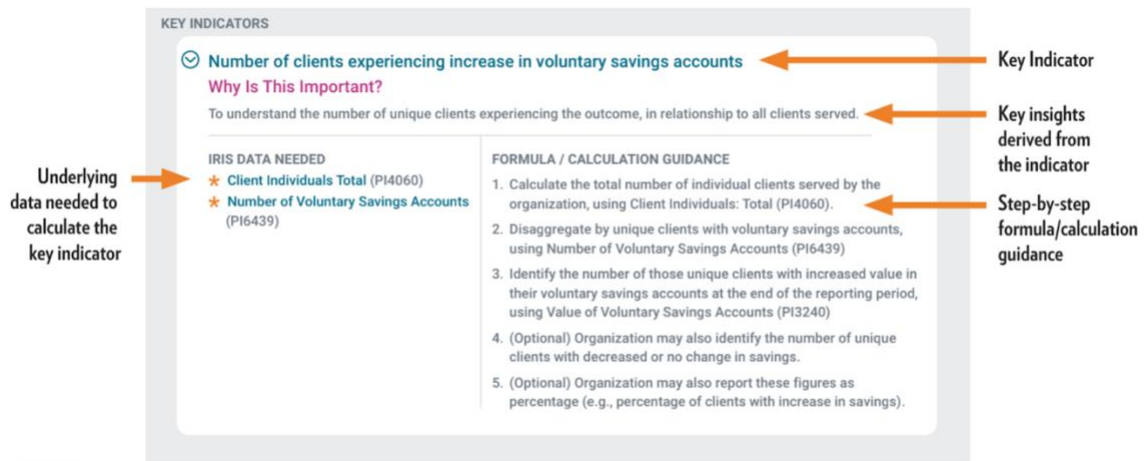 KEY INDICATORS
Number of clients experiencing increase in voluntary savings accounts
Why Is This Important?
To understand the number of unique clients experiencing the outcome, in relationship to all clients served.
IRIS DATA NEEDED
* Client Individuals Total (PI4060)
* Number of Voluntary Savings Accounts
(PI6439)
FORMULA / CALCULATION GUIDANCE
1. Calculate the total number of individual clients served by the
organization, using Client Individuals: Total (PI4060).
2. Disaggregate by unique clients with voluntary savings accounts,
using Number of Voluntary Savings Accounts (PI6439)
3. Identify the number of those unique clients with increased value in
their voluntary savings accounts at the end of the reporting period,
using Value of Voluntary Savings Accounts (PI3240)
4. (Optional) Organization may also identify the number of unique
clients with decreased or no change in savings.
5. (Optional) Organization may also report these figures as
percentage (e.g., percentage of clients with increase in savings).
Underlying
data needed to
calculate the
key indicator
Key Indicator
Key insights
derived from
the indicator
Step-by-step
formula/calculation
guidance